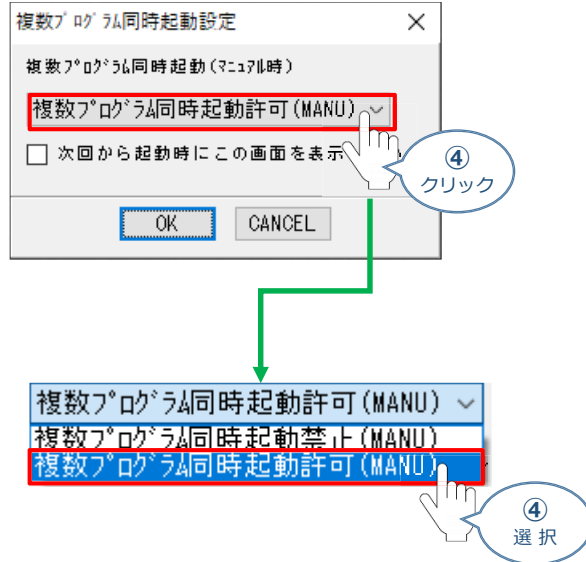 複数ﾌﾟﾛｸﾞﾗﾑ同時起動設定
複数ﾌﾟﾛｸﾞﾗﾑ同時起動(ﾏﾆｭｱﾙ時)
複数ﾌﾟﾛｸﾞﾗﾑ同時起動許可(MANU)
次回から起動時にこの画面を表示
④
クリック
OK
CANCEL
複数ﾌﾟﾛｸﾞﾗﾑ同時起動許可(MANU)
複数ﾌﾟﾛｸﾞﾗﾑ同時起動禁止(MANU)
複数ﾌﾟﾛｸﾞﾗﾑ同時起動許可(MANU)
④
選択